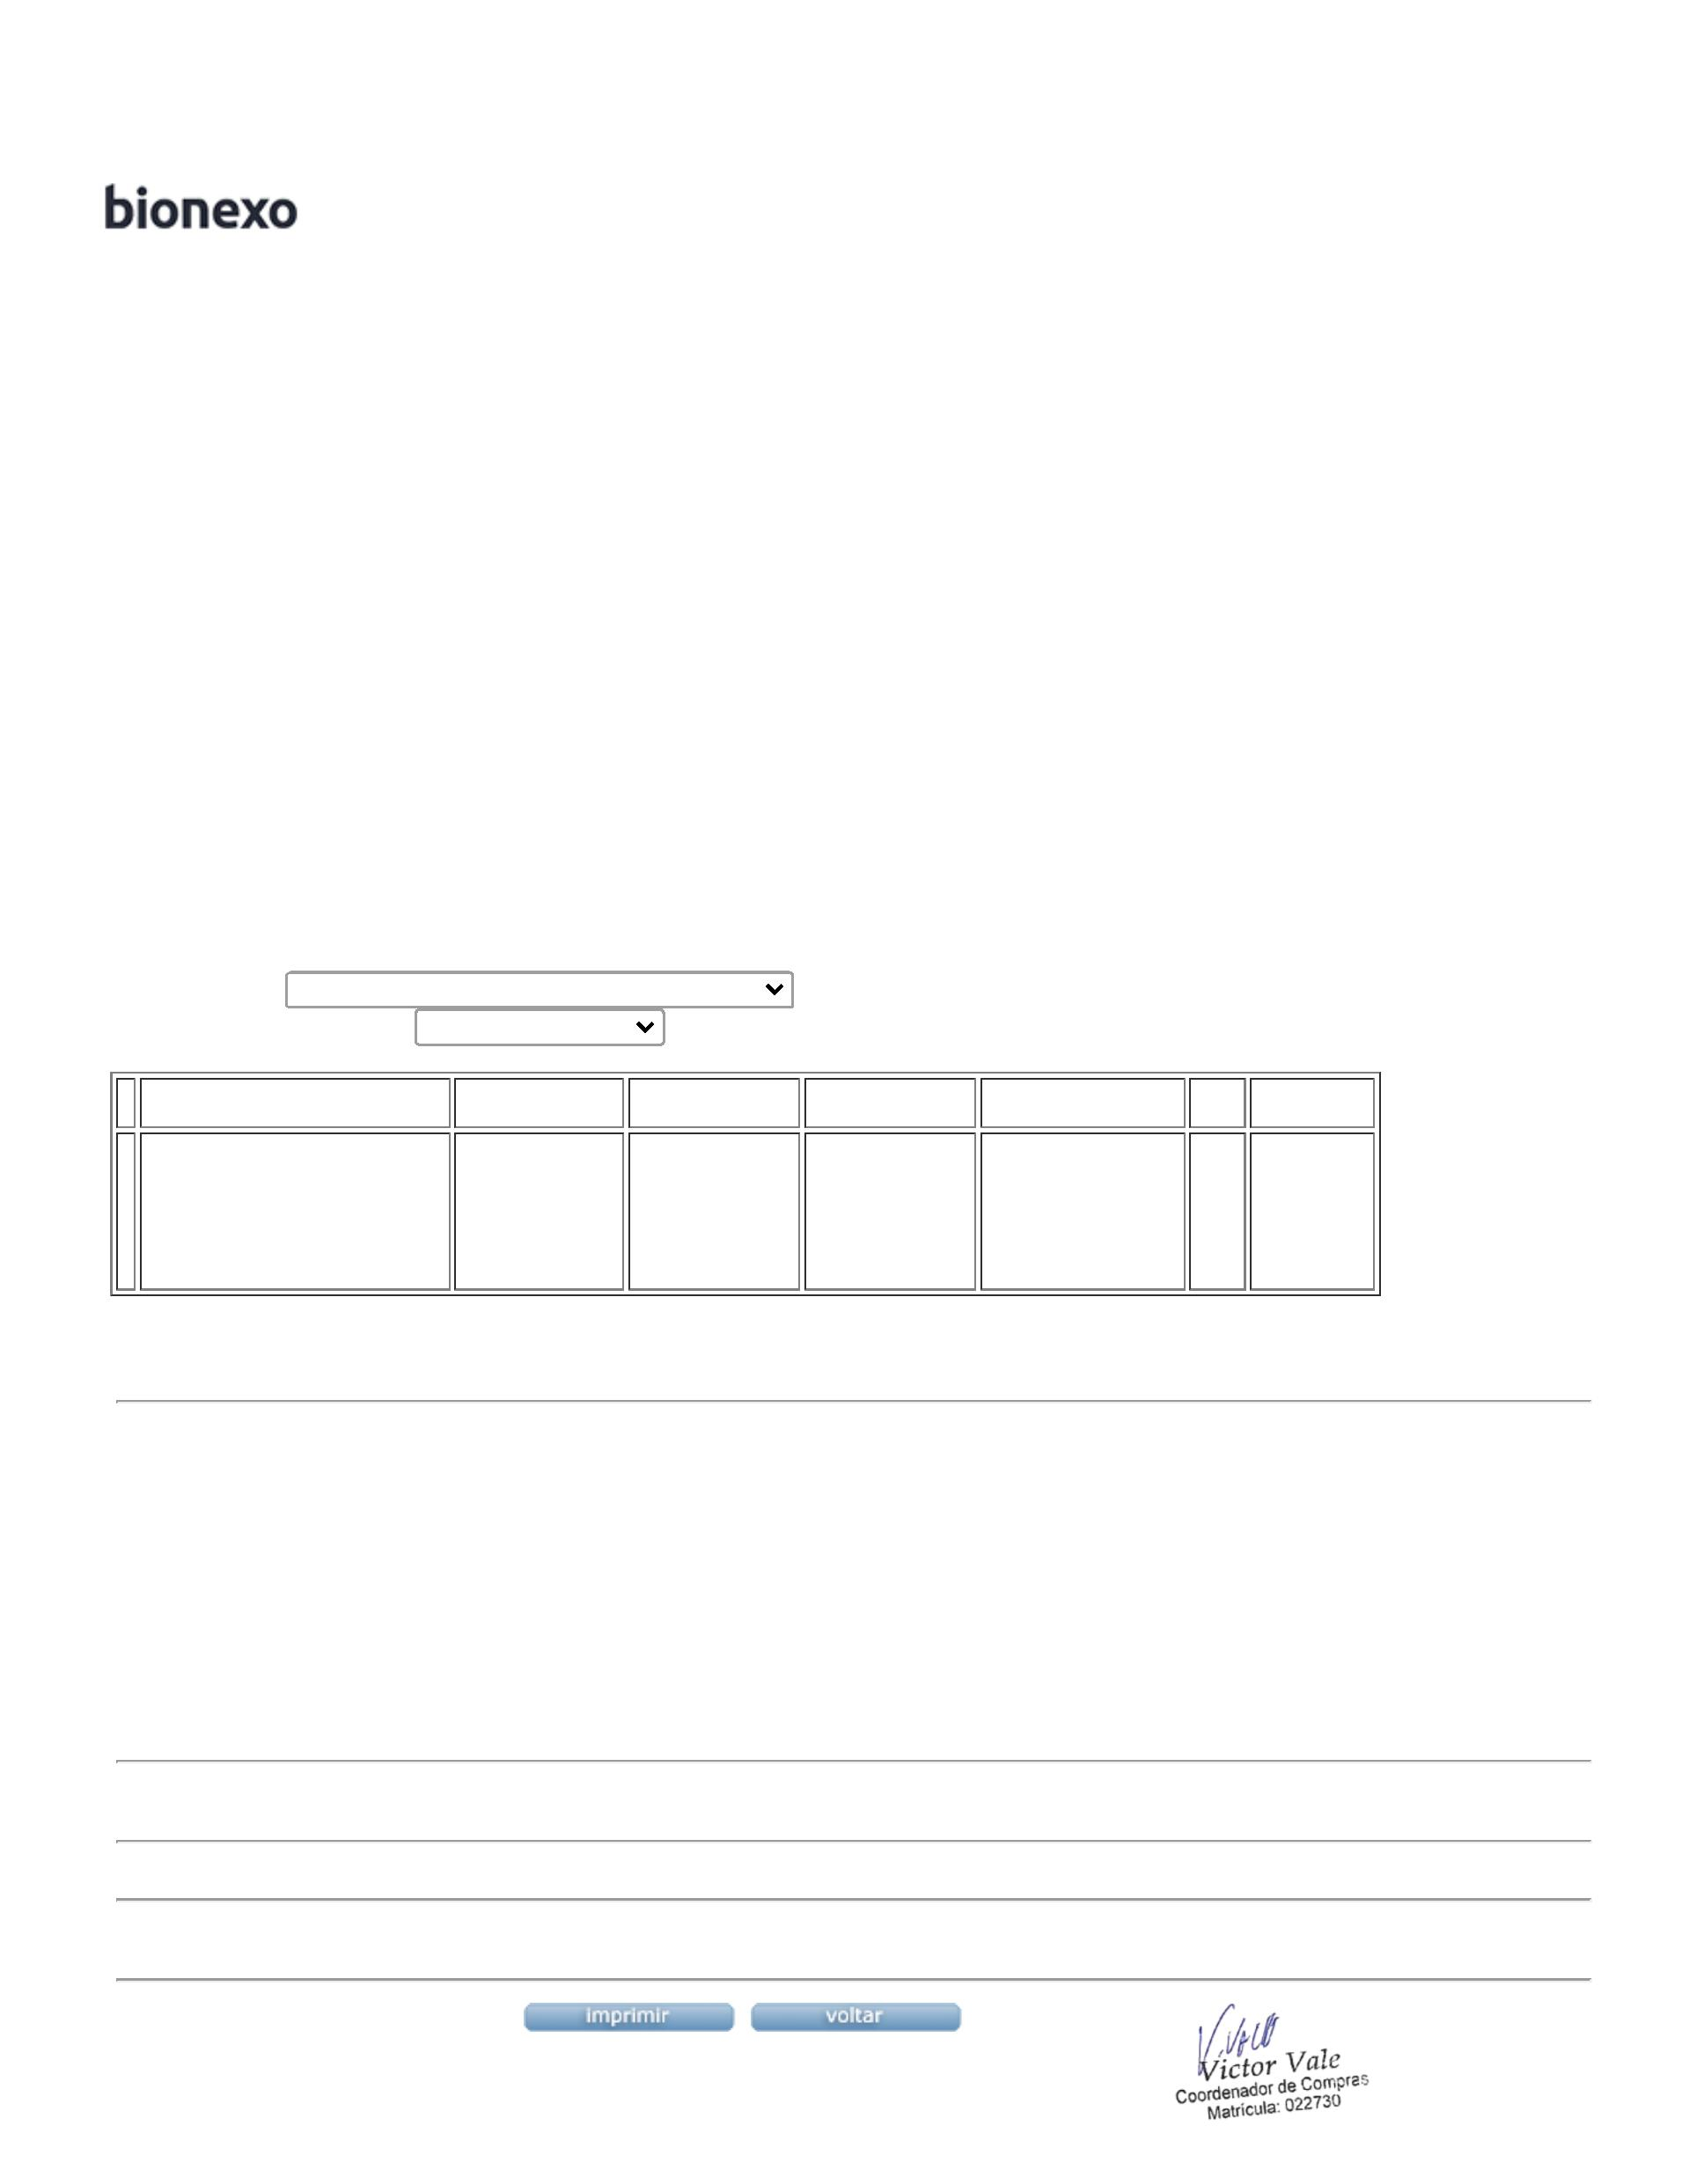 bionexo
imprimir voltar
Victor Vale
Coordenador de Compras
Matrícula: 022730